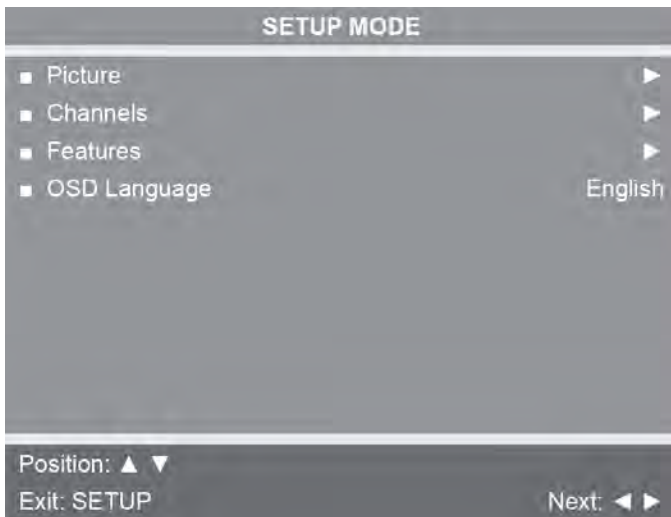 SETUP MODE
■ Picture ▶
■ Channels ▶
■ Features ▶
■ OSD Language English
Position: ▲ ▼
Exit: SETUP Next: ◀ ▶